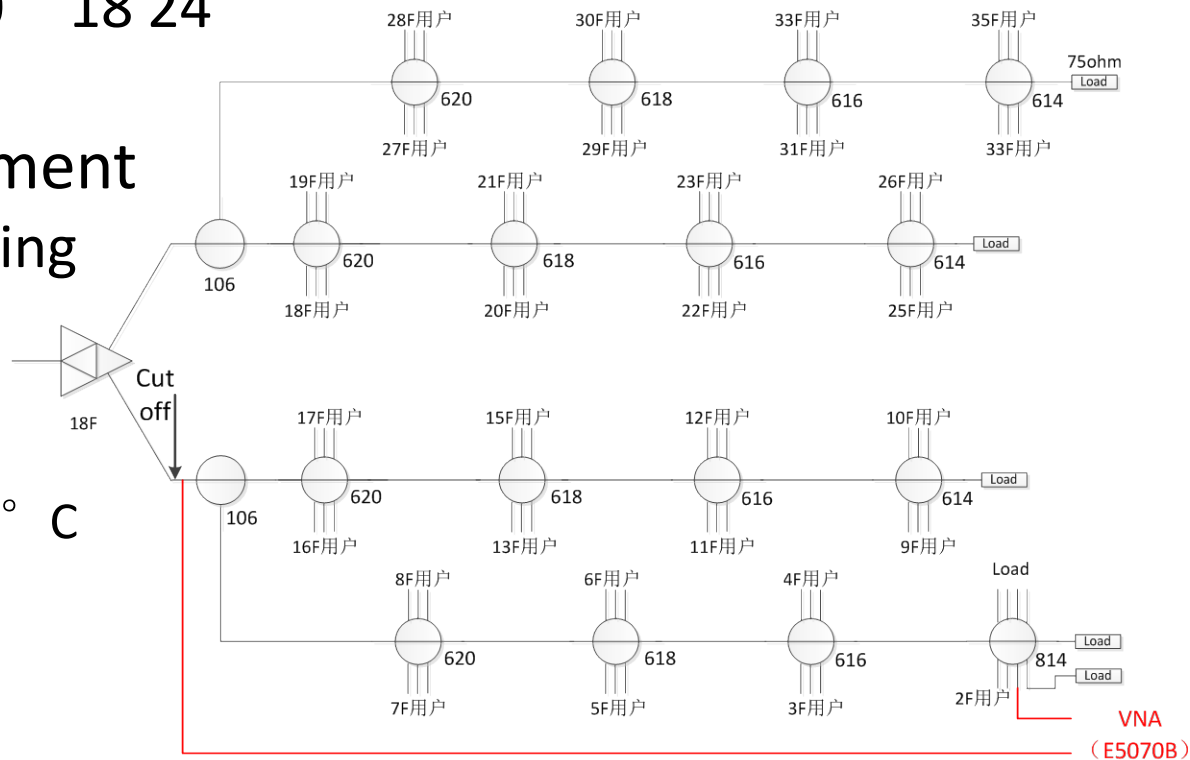 18 24
28F用户
30F用户
33F用户
35F用户
75ohm
Load
620
618
616
614
27F用户
29F用户
31F用户
33F用户
ment
19F用户
21F用户
23F用户
26F用户
ing
Load
106
620
618
616
614
18F用户
20F用户
22F用户
25F用户
Cut
off
18F
17F用户
15F用户
12F用户
10F用户
Load
° C
106
620
618
616
614
16F用户
13F用户
11F用户
9F用户
8F用户
6F用户
4F用户
Load
Load
620
618
616
814
Load
7F用户
5F用户
3F用户
2F用户
VNA
（E5070B）